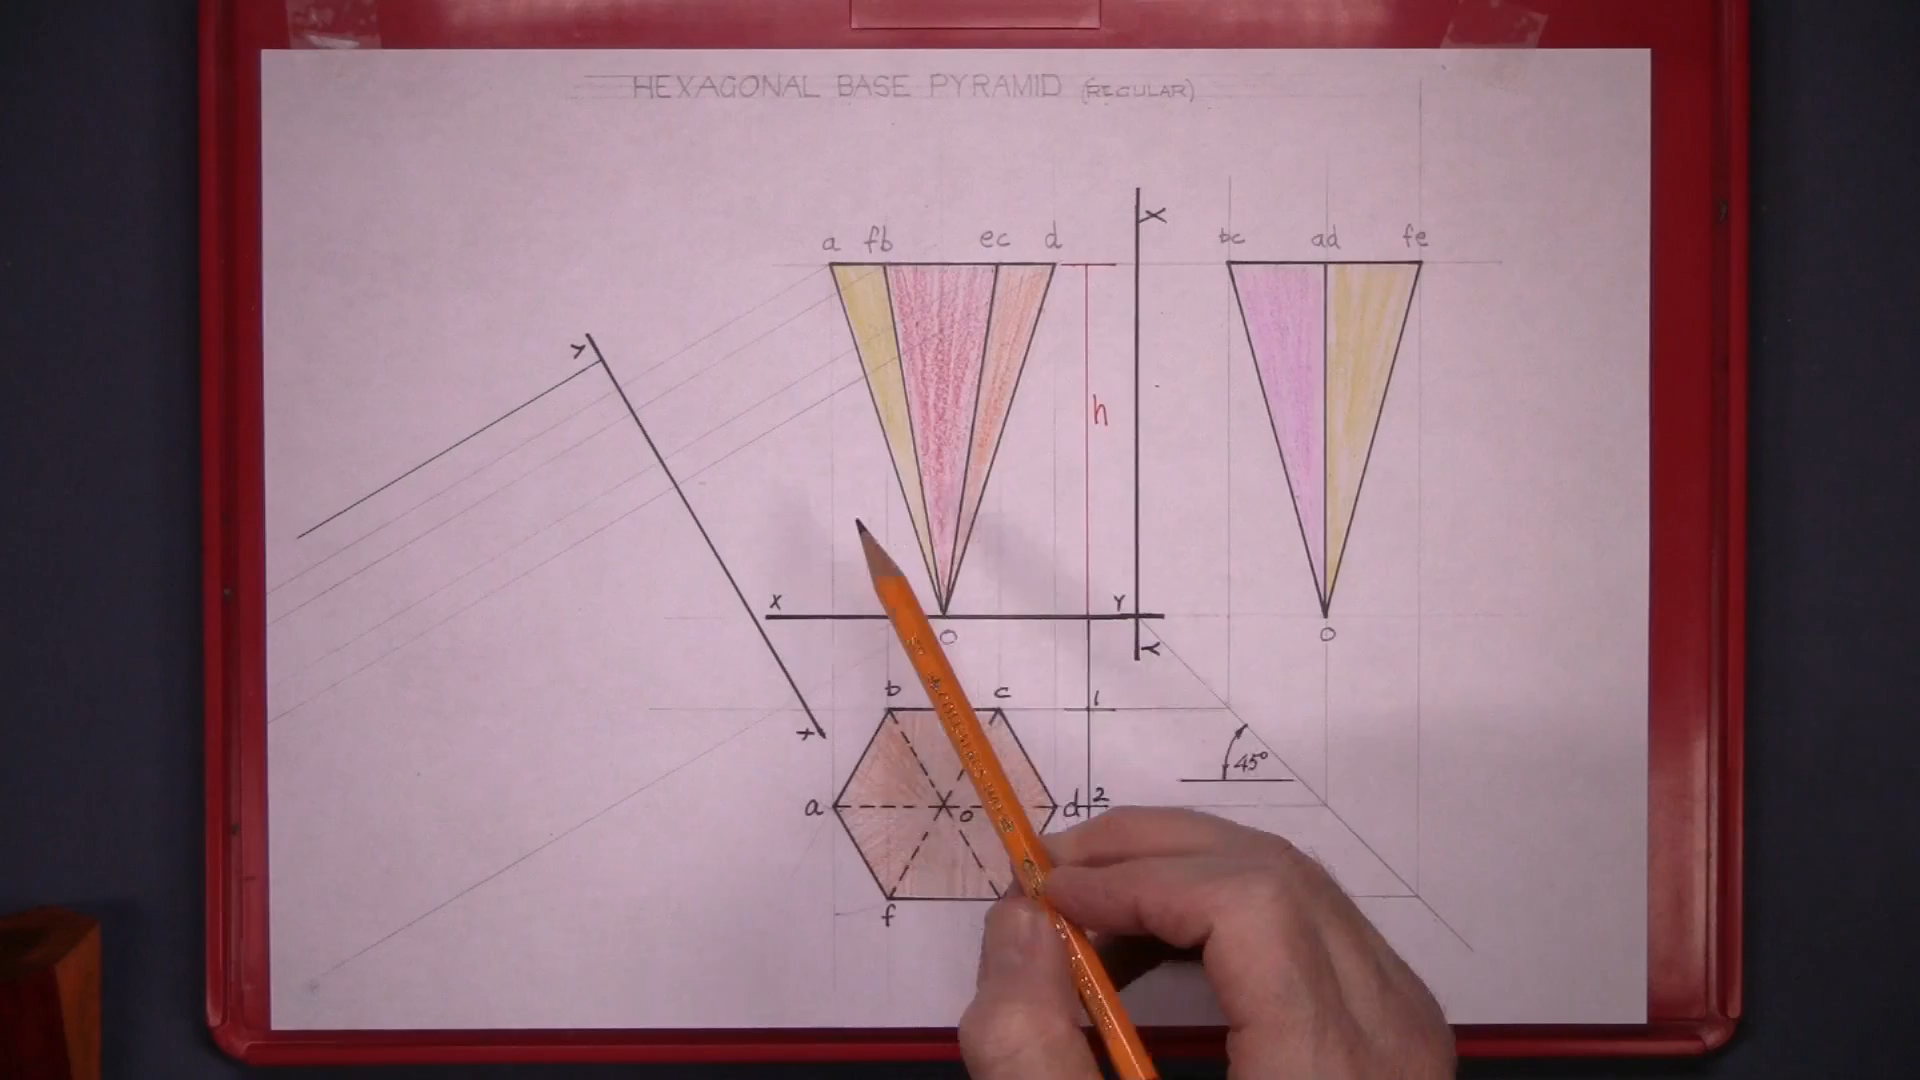 HEXAGONAL BASE PYRAMID (REGULAR)
X
a fb ec d
bc ad fe
Y
h
X Y
O
O
Y
b c
X
1
45°
a o d 2
f